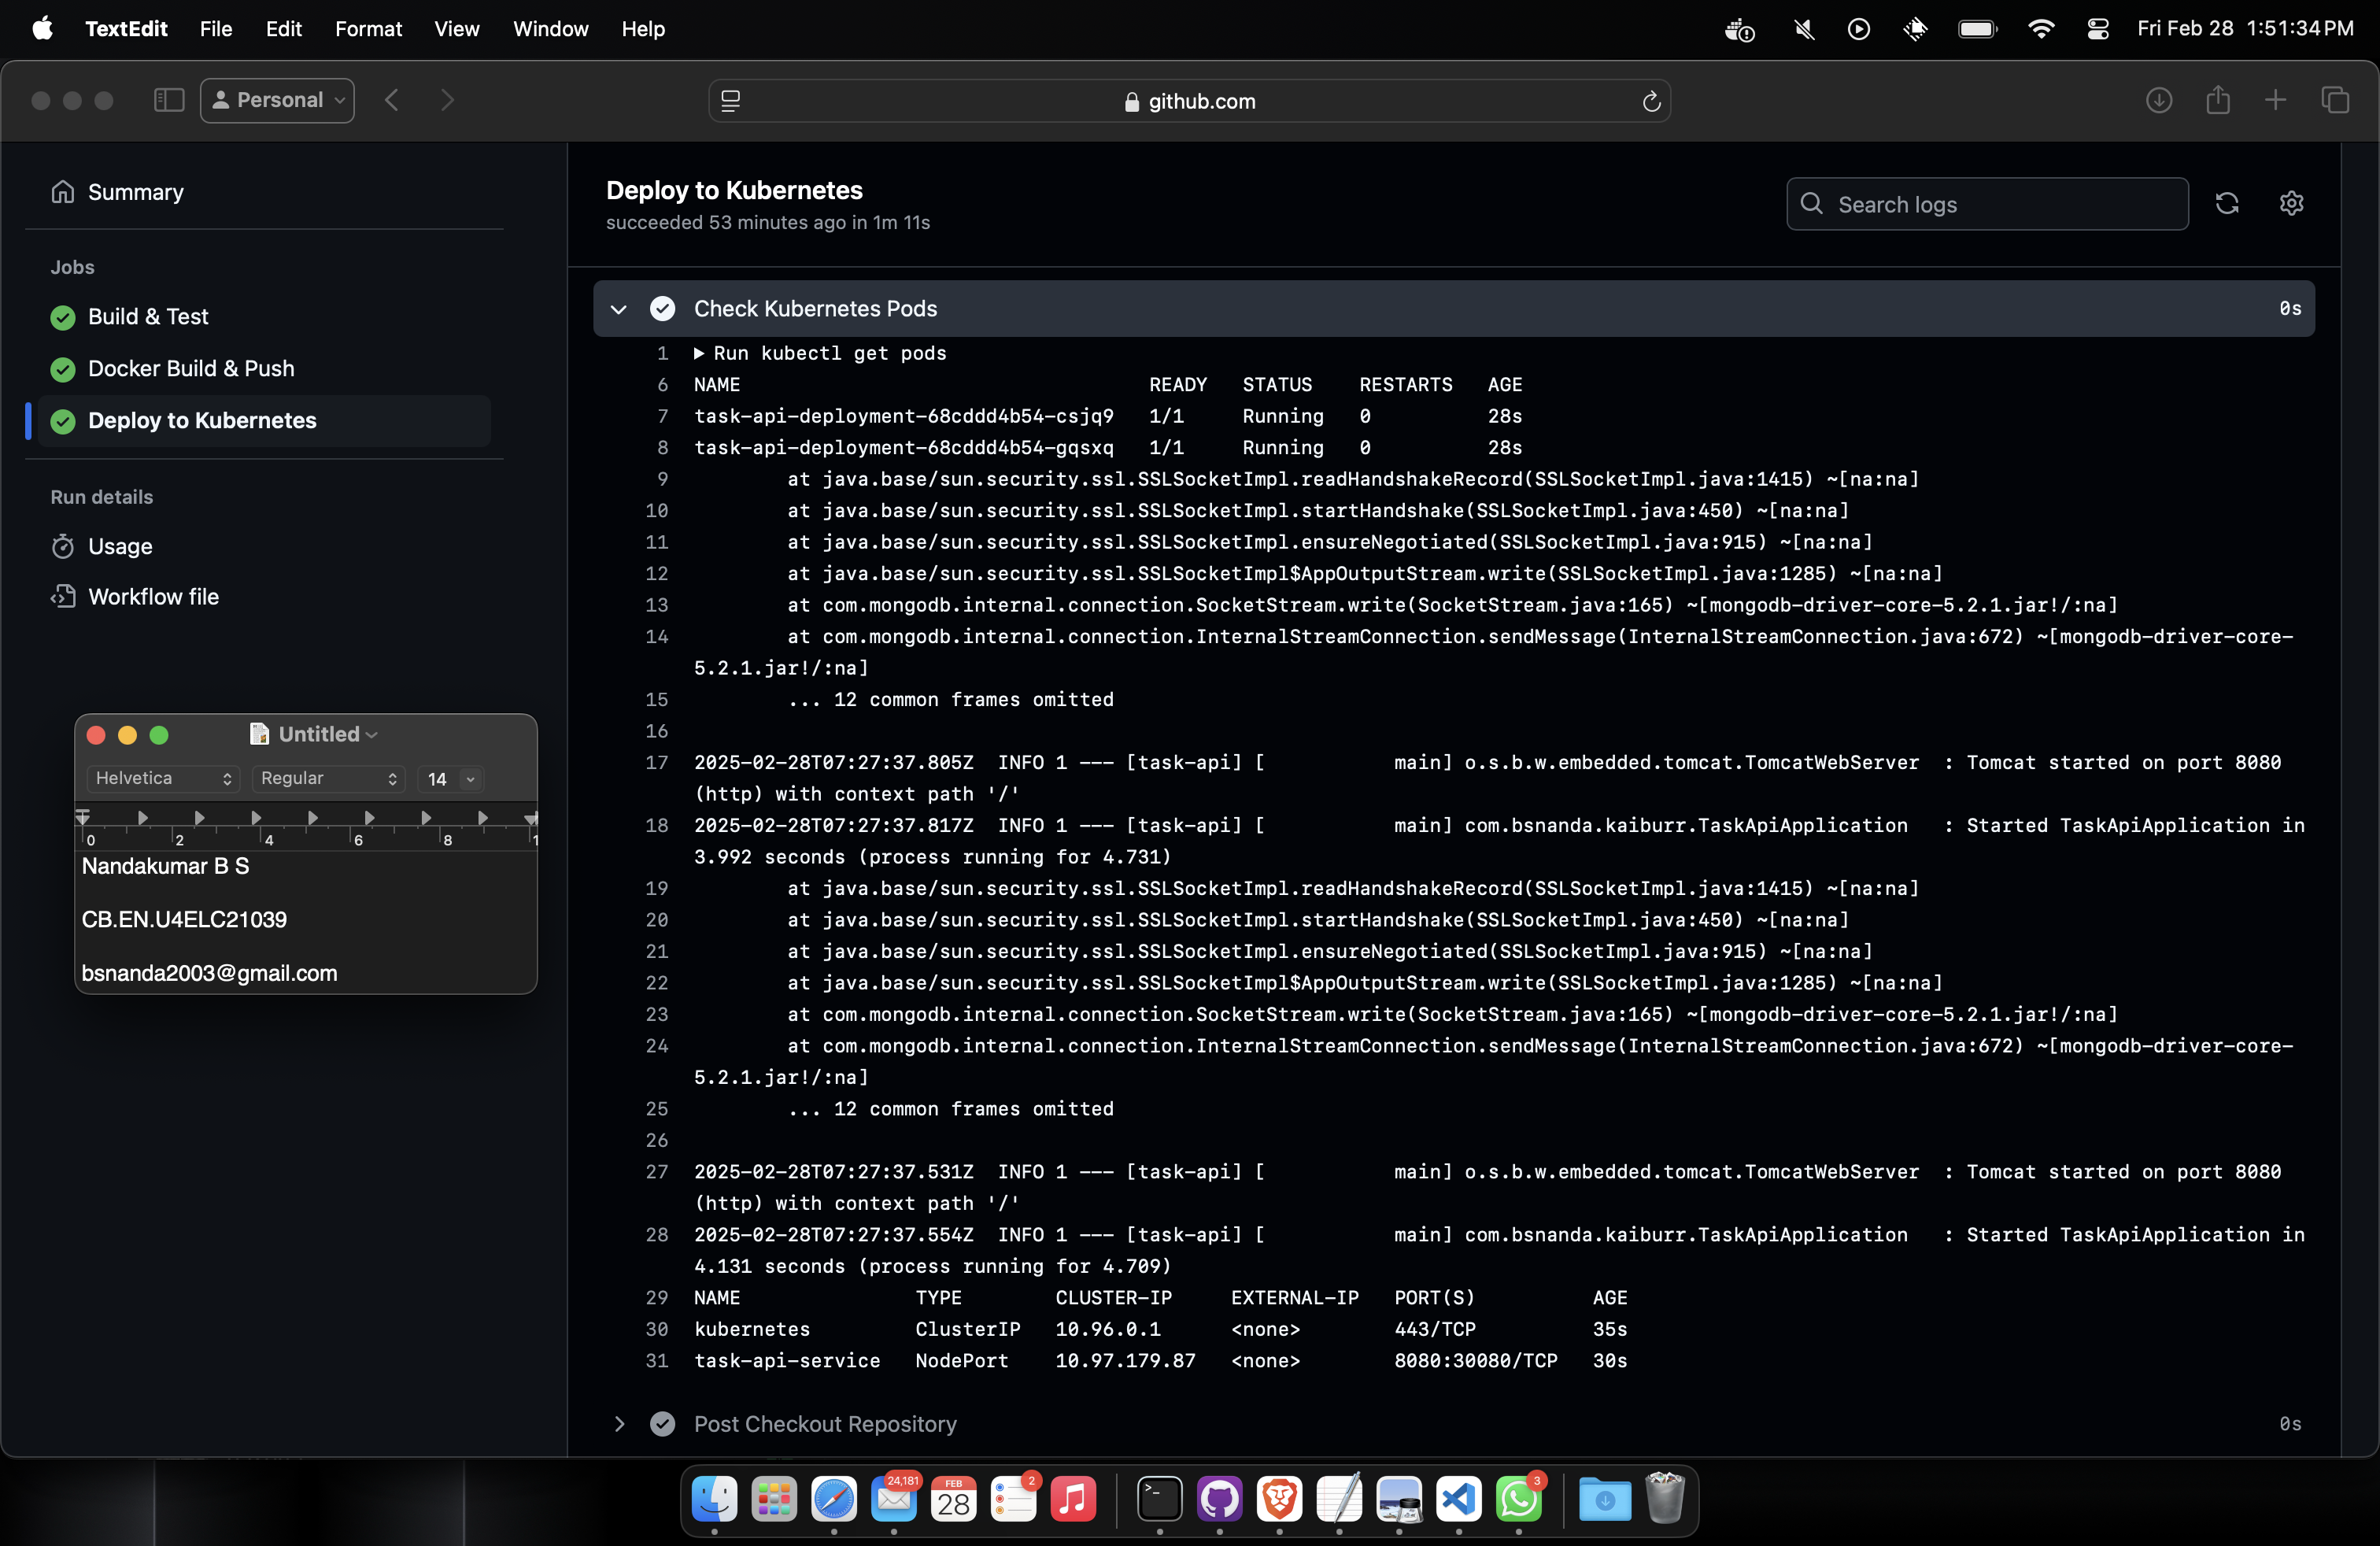 TextEdit File Edit Format View Window Help
Fri Feb 28 1:51:34 PM
Personal
github.com
Summary
Jobs
Build & Test
Docker Build & Push
Deploy to Kubernetes
Run details
Usage
Workflow file
Untitled
Helvetica Regular 14
0 2 4 6 8 1
Nandakumar B S
CB.EN.U4ELC21039
bsnanda2003@gmail.com
Deploy to Kubernetes
succeeded 53 minutes ago in 1m 11s
Search logs
Check Kubernetes Pods 0s
1 Run kubectl get pods
6 NAME READY STATUS RESTARTS AGE
7 task-api-deployment-68cddd4b54-csjq9 1/1 Running 0 28s
8 task-api-deployment-68cddd4b54-gqsxq 1/1 Running 0 28s
9 at java.base/sun.security.ssl.SSLSocketImpl.readHandshakeRecord(SSLSocketImpl.java:1415) ~[na:na]
10 at java.base/sun.security.ssl.SSLSocketImpl.startHandshake(SSLSocketImpl.java:450) ~[na:na]
11 at java.base/sun.security.ssl.SSLSocketImpl.ensureNegotiated(SSLSocketImpl.java:915) ~[na:na]
12 at java.base/sun.security.ssl.SSLSocketImpl$AppOutputStream.write(SSLSocketImpl.java:1285) ~[na:na]
13 at com.mongodb.internal.connection.SocketStream.write(SocketStream.java:165) ~[mongodb-driver-core-5.2.1.jar!/:na]
14 at com.mongodb.internal.connection.InternalStreamConnection.sendMessage(InternalStreamConnection.java:672) ~[mongodb-driver-core-
5.2.1.jar!/:na]
15 ... 12 common frames omitted
16
17 2025-02-28T07:27:37.805Z INFO 1 --- [task-api] [ main] o.s.b.w.embedded.tomcat.TomcatWebServer : Tomcat started on port 8080
(http) with context path '/'
18 2025-02-28T07:27:37.817Z INFO 1 --- [task-api] [ main] com.bsnanda.kaiburr.TaskApiApplication : Started TaskApiApplication in
3.992 seconds (process running for 4.731)
19 at java.base/sun.security.ssl.SSLSocketImpl.readHandshakeRecord(SSLSocketImpl.java:1415) ~[na:na]
20 at java.base/sun.security.ssl.SSLSocketImpl.startHandshake(SSLSocketImpl.java:450) ~[na:na]
21 at java.base/sun.security.ssl.SSLSocketImpl.ensureNegotiated(SSLSocketImpl.java:915) ~[na:na]
22 at java.base/sun.security.ssl.SSLSocketImpl$AppOutputStream.write(SSLSocketImpl.java:1285) ~[na:na]
23 at com.mongodb.internal.connection.SocketStream.write(SocketStream.java:165) ~[mongodb-driver-core-5.2.1.jar!/:na]
24 at com.mongodb.internal.connection.InternalStreamConnection.sendMessage(InternalStreamConnection.java:672) ~[mongodb-driver-core-
5.2.1.jar!/:na]
25 ... 12 common frames omitted
26
27 2025-02-28T07:27:37.531Z INFO 1 --- [task-api] [ main] o.s.b.w.embedded.tomcat.TomcatWebServer : Tomcat started on port 8080
(http) with context path '/'
28 2025-02-28T07:27:37.554Z INFO 1 --- [task-api] [ main] com.bsnanda.kaiburr.TaskApiApplication : Started TaskApiApplication in
4.131 seconds (process running for 4.709)
29 NAME TYPE CLUSTER-IP EXTERNAL-IP PORT(S) AGE
30 kubernetes ClusterIP 10.96.0.1 <none> 443/TCP 35s
31 task-api-service NodePort 10.97.179.87 <none> 8080:30080/TCP 30s
Post Checkout Repository 0s
24,181
FEB
28
2
3